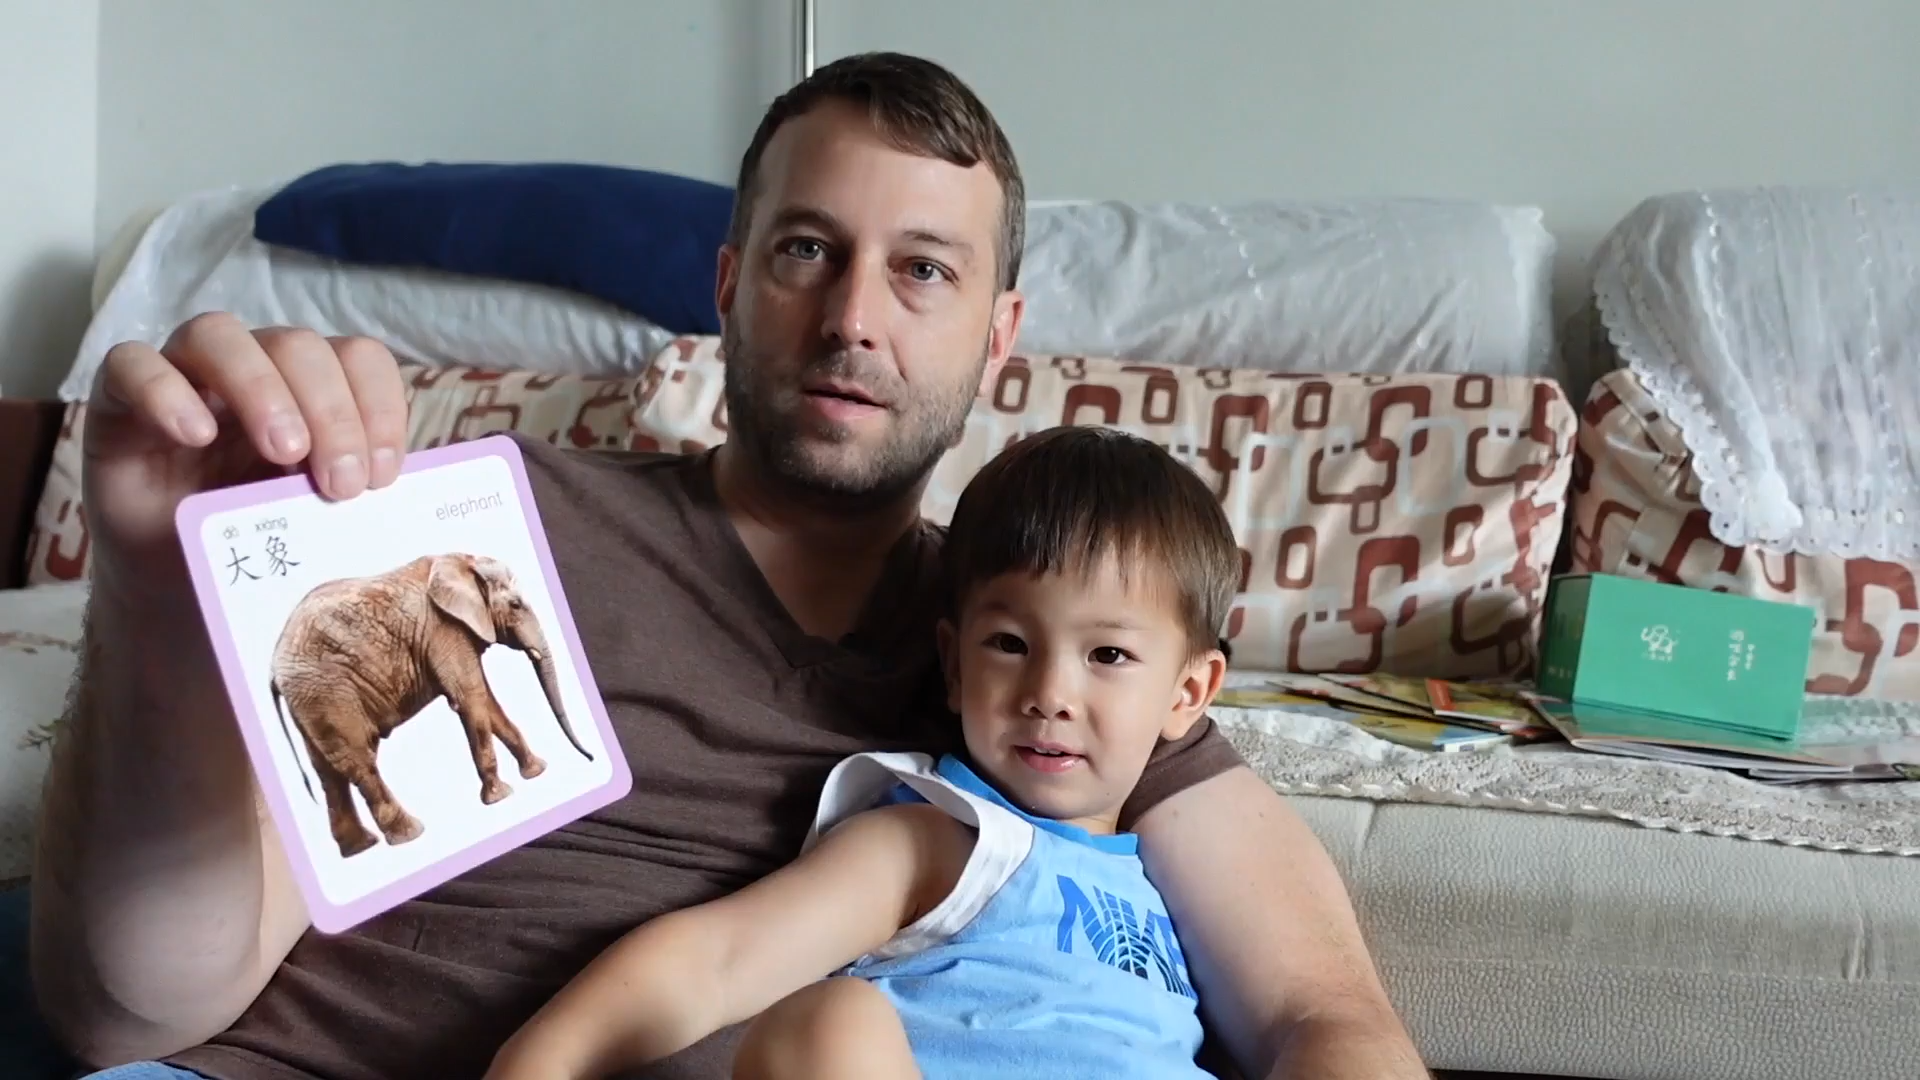 dà xiàng
大象
elephant
NIKE